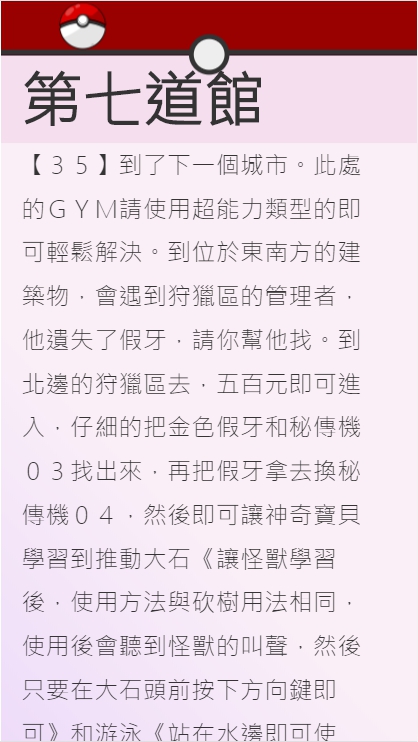 第七道館
【３５】到了下一個城市。此處
的ＧＹＭ請使用超能力類型的即
可輕鬆解決。到位於東南方的建
築物，會遇到狩獵區的管理者，
他遺失了假牙，請你幫他找。到
北邊的狩獵區去，五百元即可進
入，仔細的把金色假牙和秘傳機
０３找出來，再把假牙拿去換秘
傳機０４，然後即可讓神奇寶貝
學習到推動大石《讓怪獸學習
後，使用方法與砍樹用法相同，
使用後會聽到怪獸的叫聲，然後
只要在大石頭前按下方向鍵即
可》和游泳《站在水邊即可使